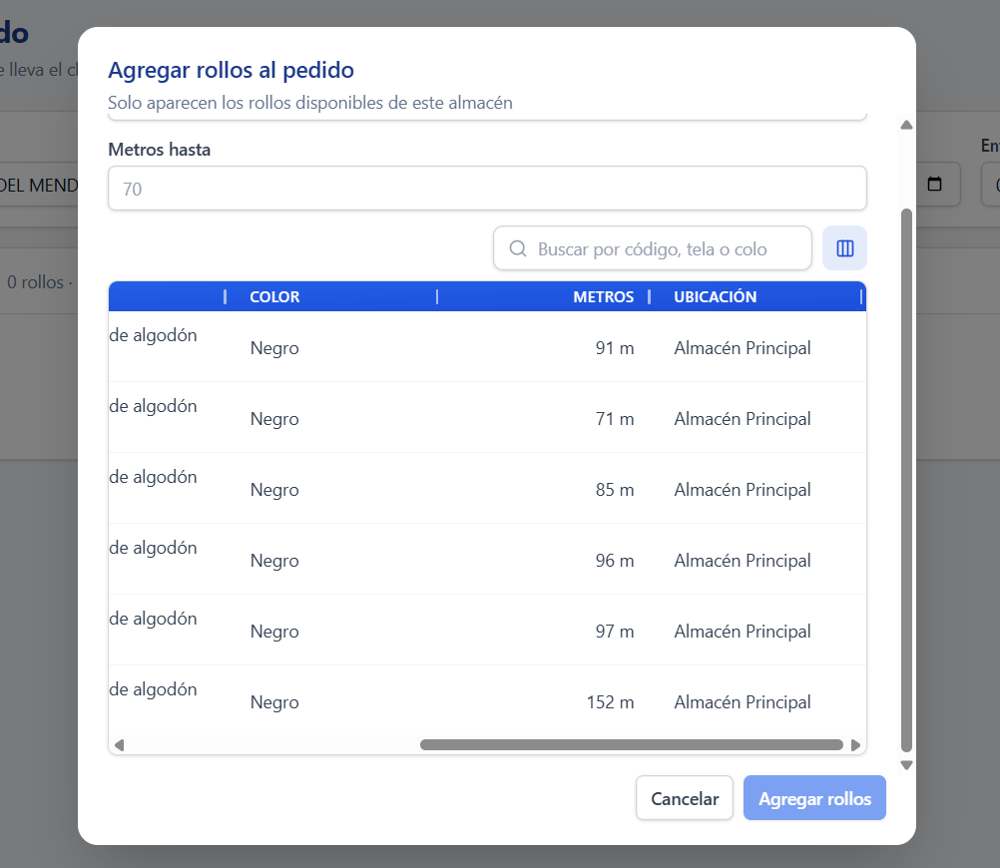 do
e lleva el cl
Agregar rollos al pedido
Solo aparecen los rollos disponibles de este almacén
Metros hasta
70
En
DEL MEND
Buscar por código, tela o colo
0 rollos ·
COLOR METROS UBICACIÓN
de algodón Negro 91 m Almacén Principal
de algodón Negro 71 m Almacén Principal
de algodón Negro 85 m Almacén Principal
de algodón Negro 96 m Almacén Principal
de algodón Negro 97 m Almacén Principal
de algodón Negro 152 m Almacén Principal
Cancelar Agregar rollos